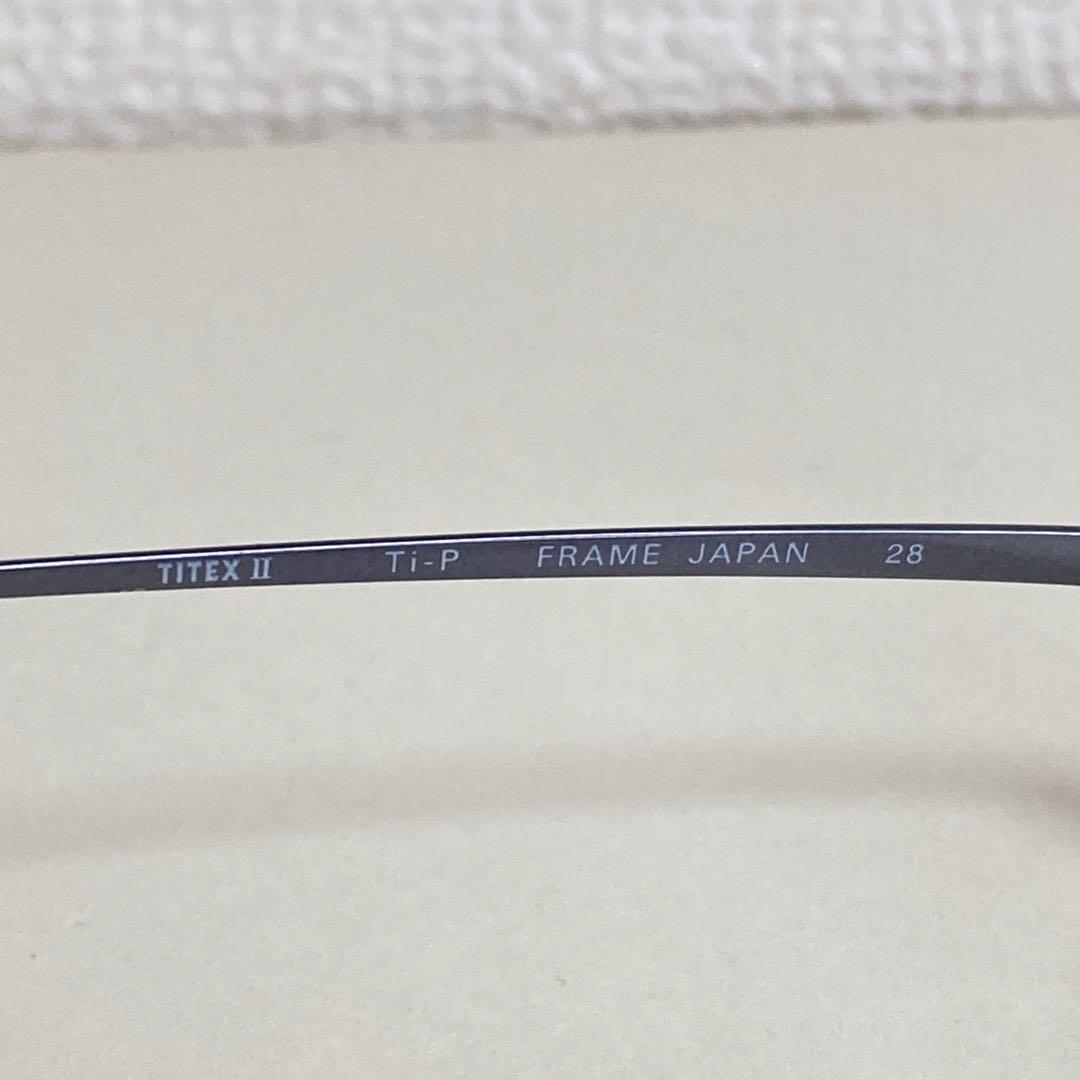 TITEX II Ti-P FRAME JAPAN 28